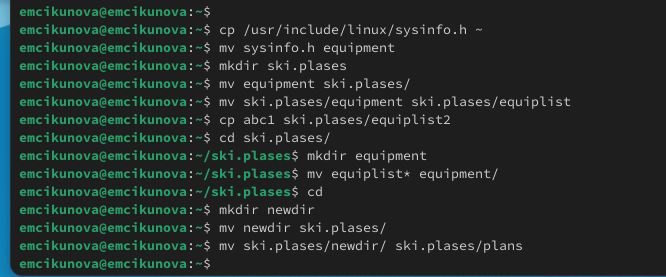 emcikunova@emcikunova:~$
emcikunova@emcikunova:~$ cp /usr/include/linux/sysinfo.h ~
emcikunova@emcikunova:~$ mv sysinfo.h equipment
emcikunova@emcikunova:~$ mkdir ski.plases
emcikunova@emcikunova:~$ mv equipment ski.plases/
emcikunova@emcikunova:~$ mv ski.plases/equipment ski.plases/equiplist
emcikunova@emcikunova:~$ cp abc1 ski.plases/equiplist2
emcikunova@emcikunova:~$ cd ski.plases/
emcikunova@emcikunova:~/ski.plases$ mkdir equipment
emcikunova@emcikunova:~/ski.plases$ mv equiplist* equipment/
emcikunova@emcikunova:~/ski.plases$ cd
emcikunova@emcikunova:~$ mkdir newdir
emcikunova@emcikunova:~$ mv newdir ski.plases/
emcikunova@emcikunova:~$ mv ski.plases/newdir/ ski.plases/plans
emcikunova@emcikunova:~$